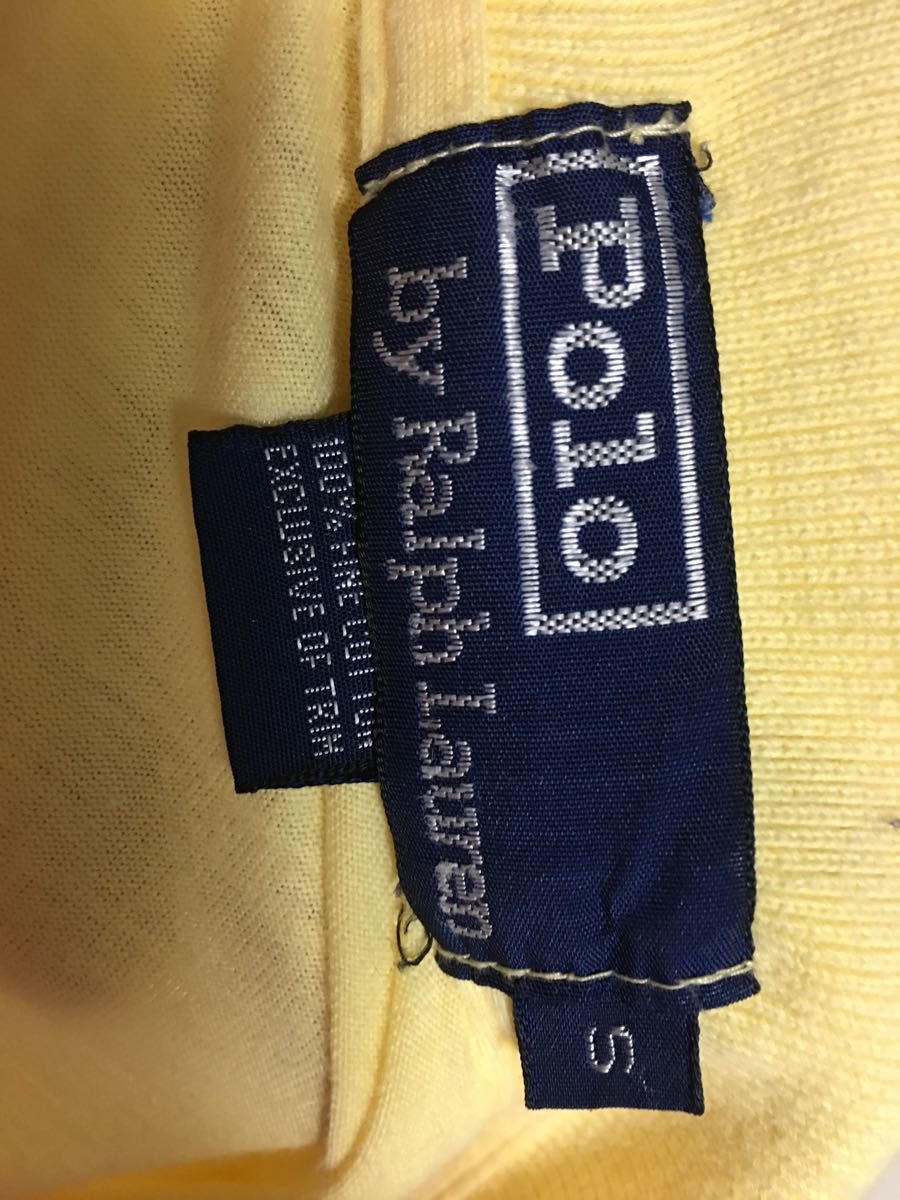 Polo
by Ralph Lauren
S
100% FINE COTTON
EXCLUSIVE OF TRIM